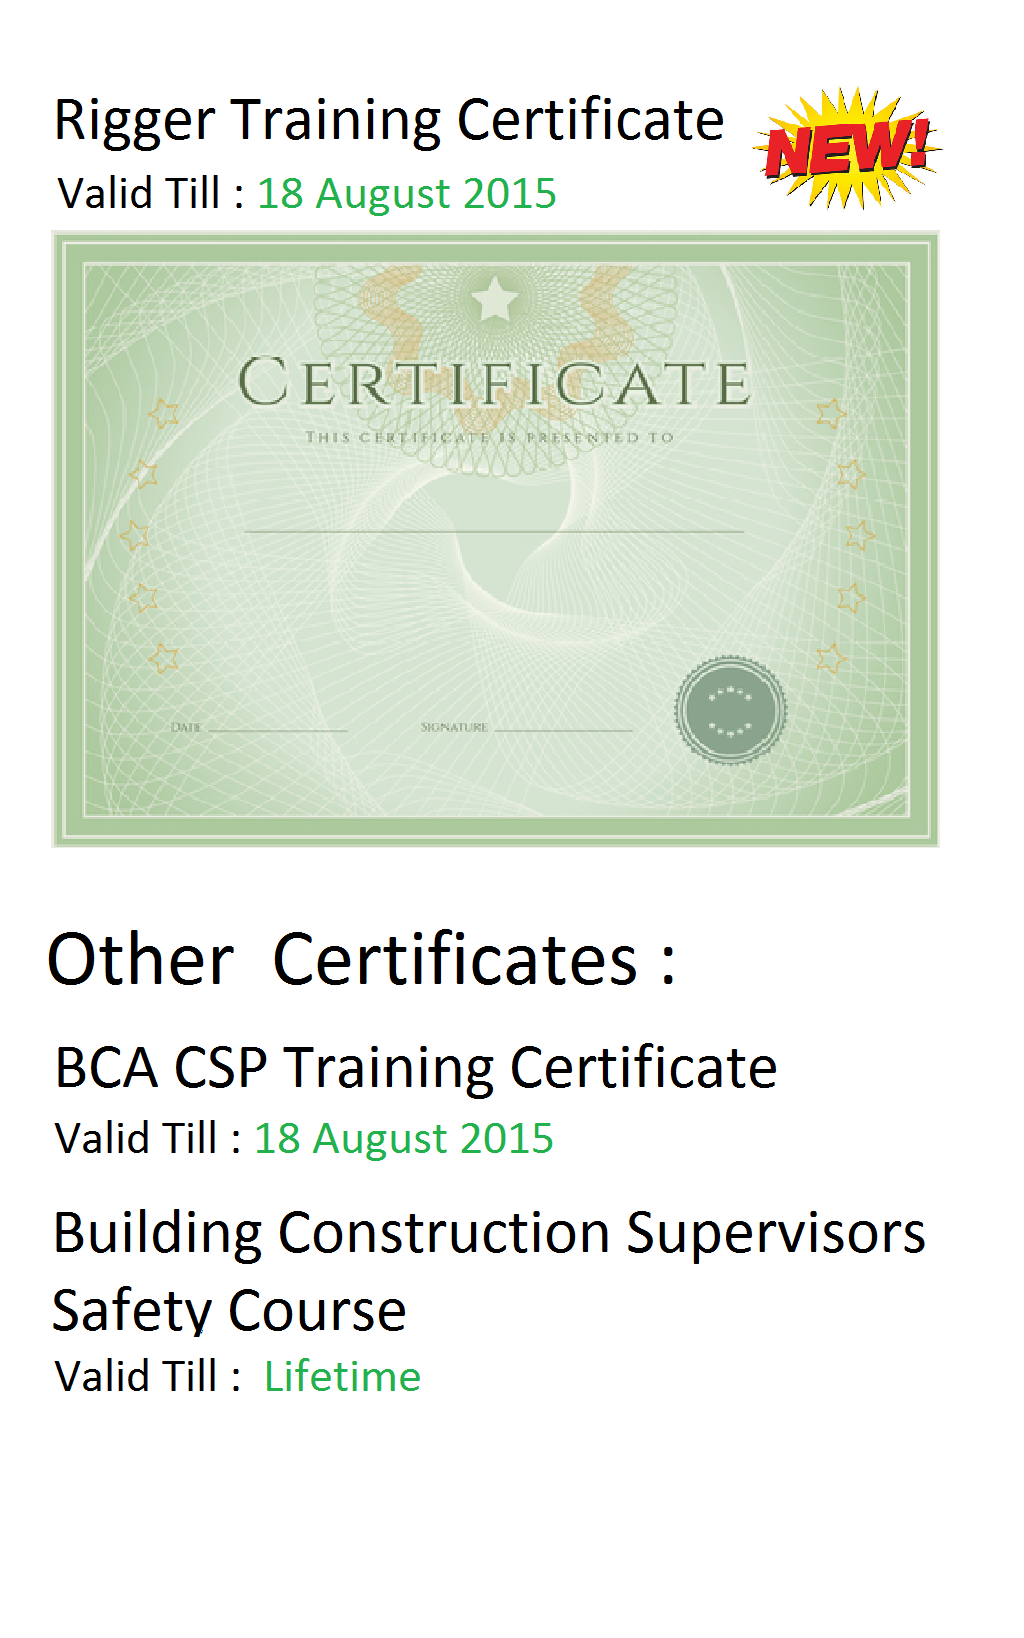 Rigger Training Certificate
NEW!
Valid Till : 18 August 2015
CERTIFICATE
THIS CERTIFICATE IS PRESENTED TO
DATE
SIGNATURE
Other Certificates :
BCA CSP Training Certificate
Valid Till : 18 August 2015
Building Construction Supervisors
Safety Course
Valid Till : Lifetime